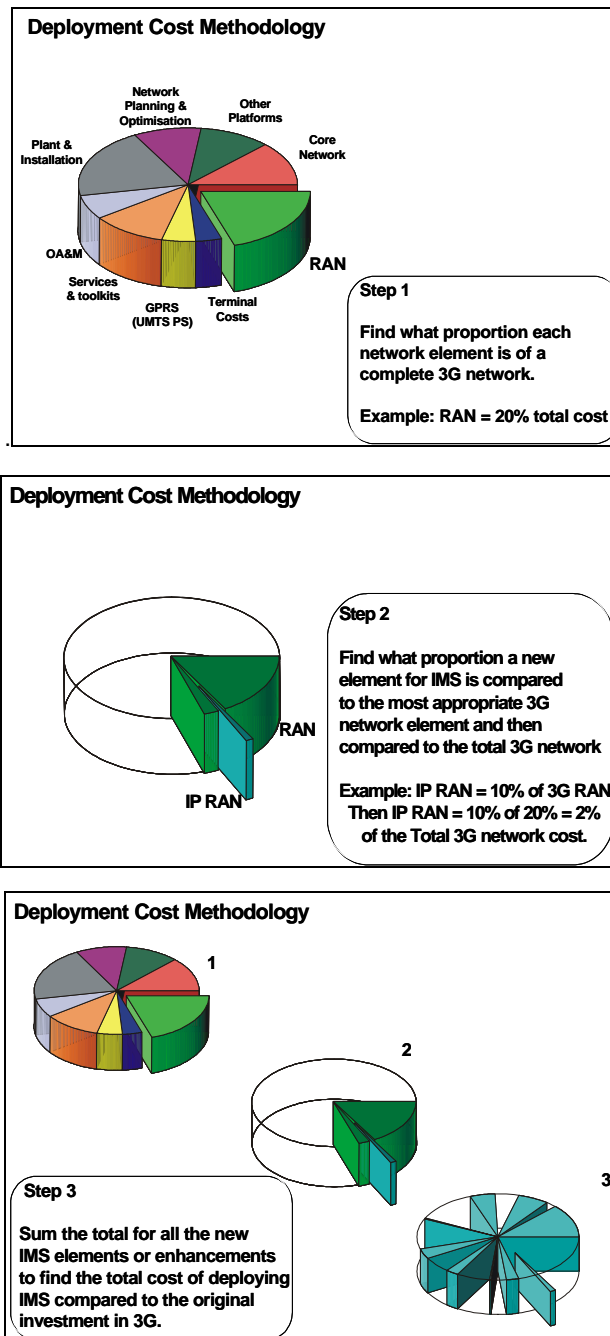 Deployment Cost Methodology
Network
Planning &
Optimisation
Other
Platforms
Plant &
Installation
Core
Network
RAN
OA&M
Services
& toolkits
GPRS
(UMTS PS)
Terminal
Costs
Step 1
Find what proportion each
network element is of a
complete 3G network.
Example: RAN = 20% total cost
.
Deployment Cost Methodology
RAN
IP RAN
Step 2
Find what proportion a new
element for IMS is compared
to the most appropriate 3G
network element and then
compared to the total 3G network
Example: IP RAN = 10% of 3G RAN
Then IP RAN = 10% of 20% = 2%
of the Total 3G network cost.
Deployment Cost Methodology
1
2
3
Step 3
Sum the total for all the new
IMS elements or enhancements
to find the total cost of deploying
IMS compared to the original
investment in 3G.